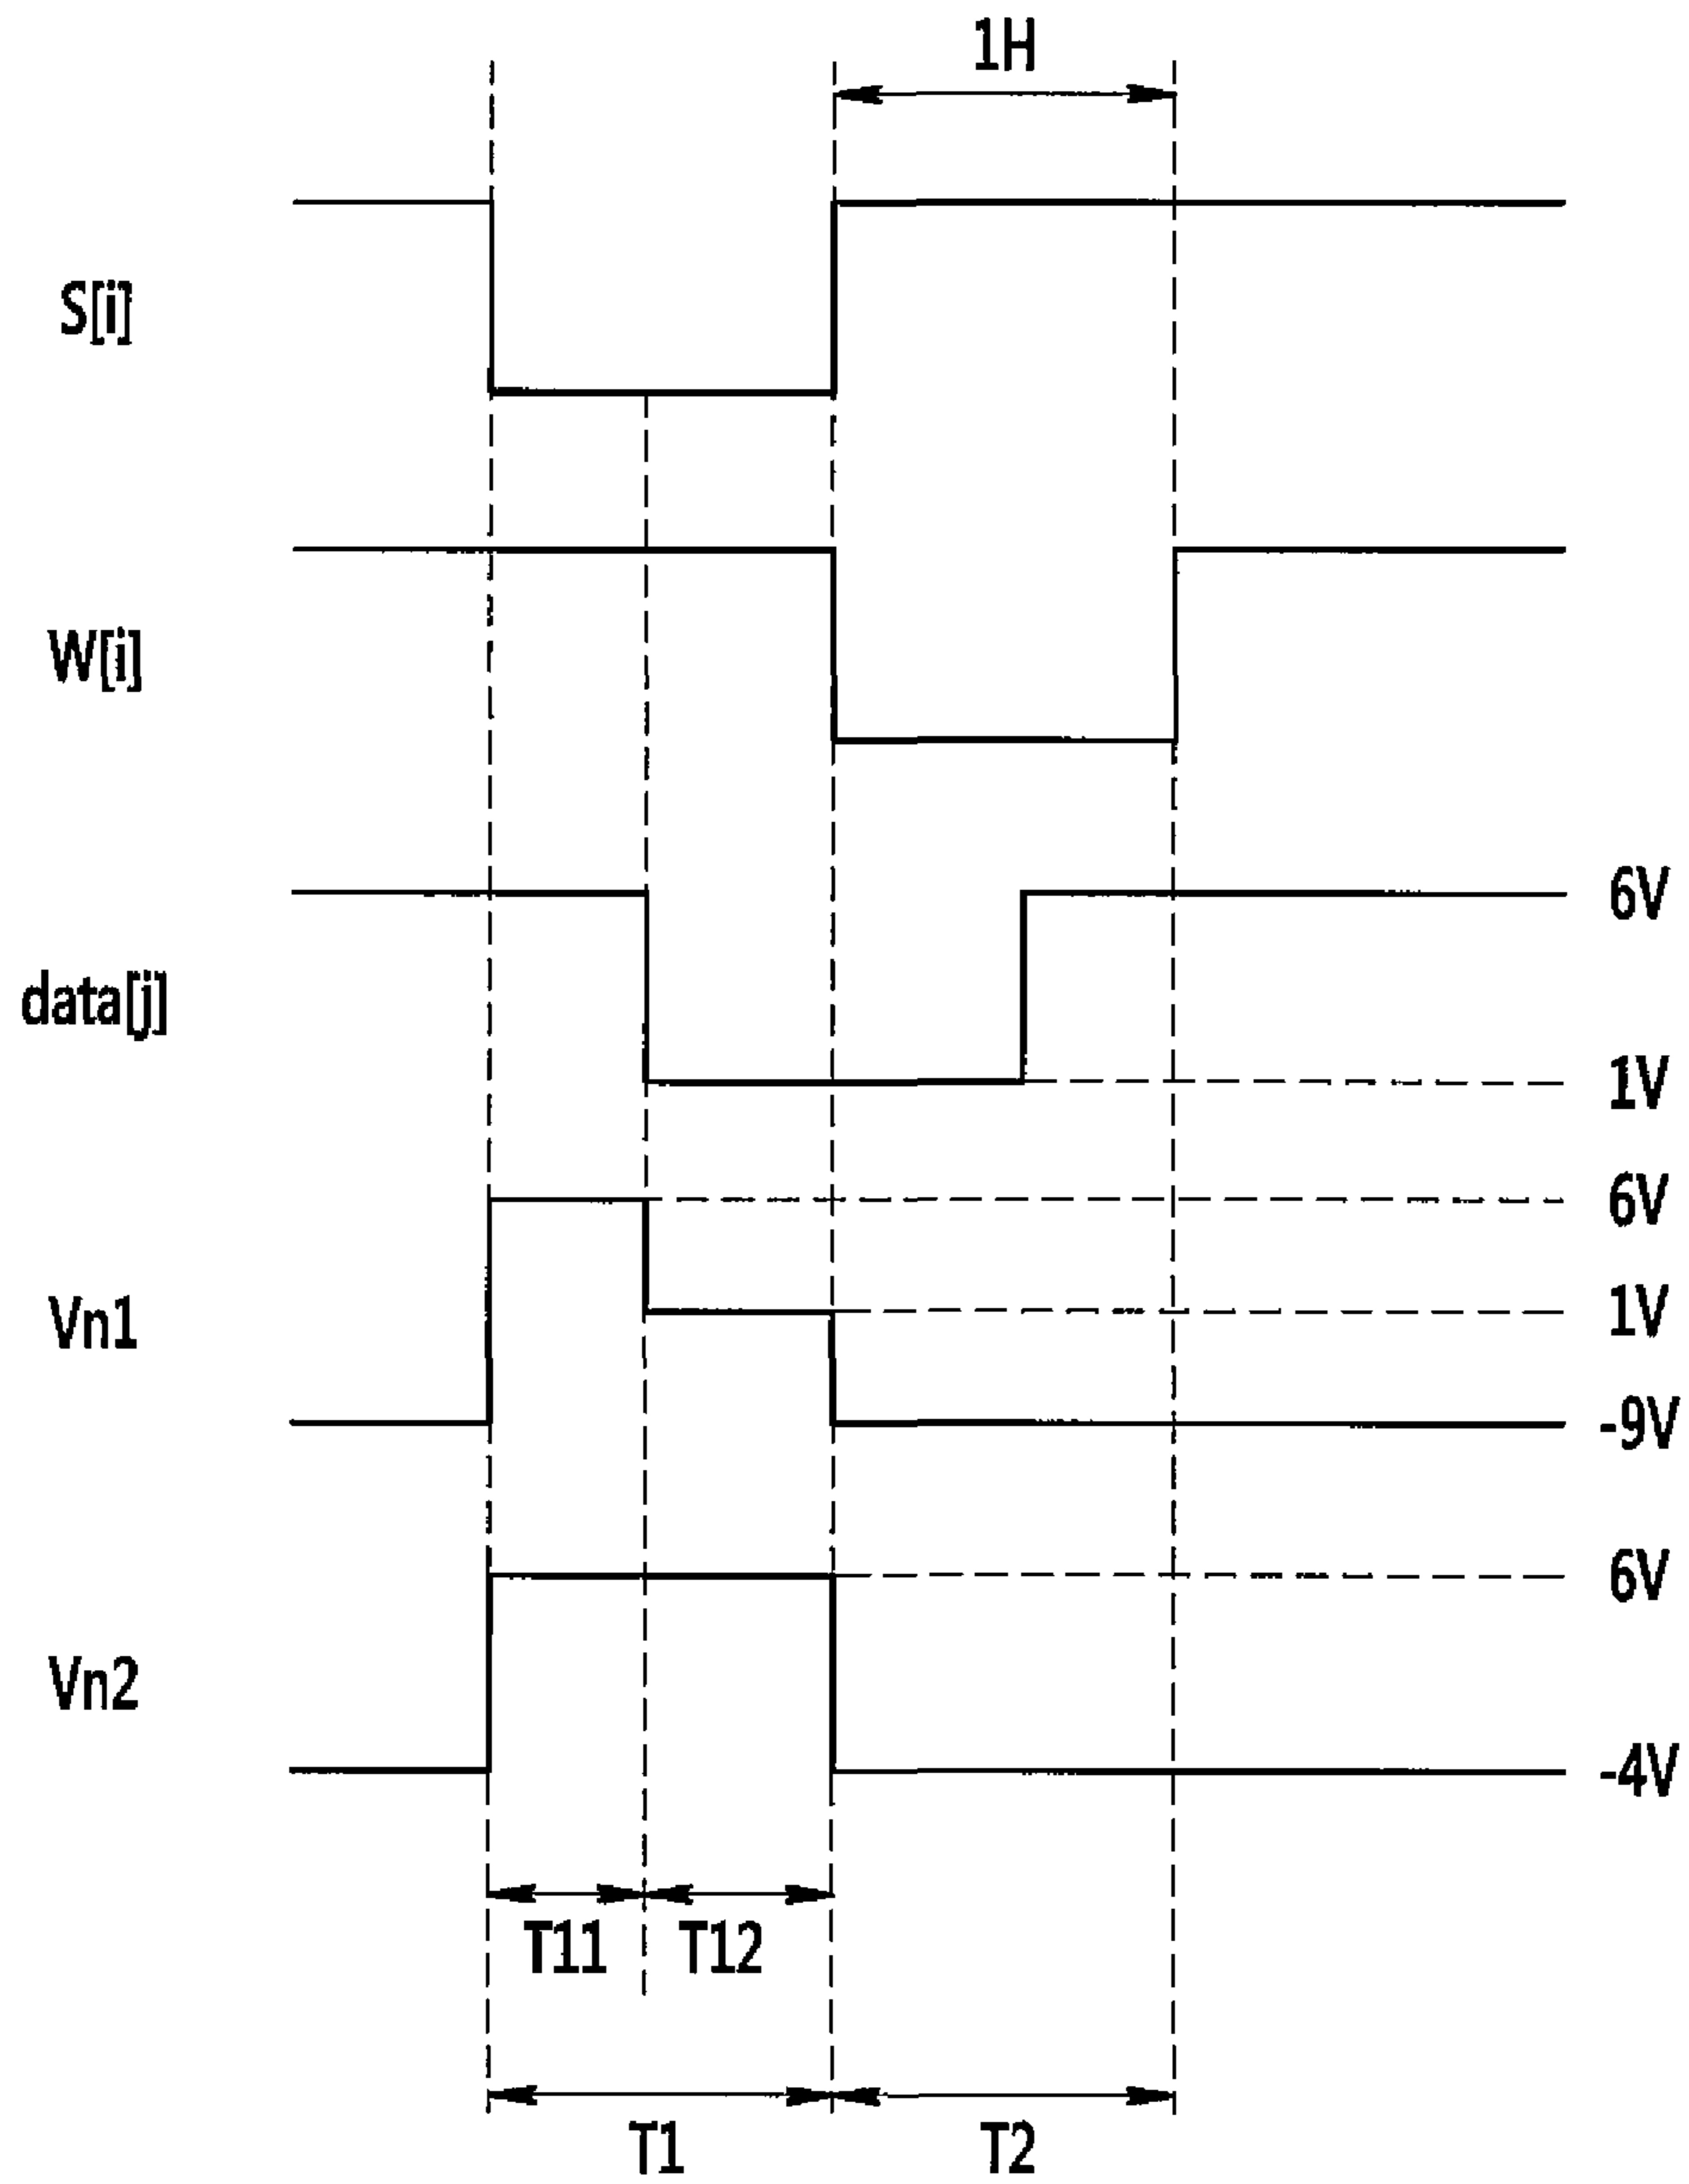 1H
S[i]
W[i]
6V
data[j]
1V
6V
Vn1
1V
-9V
6V
Vn2
-4V
T11 T12
T1 T2